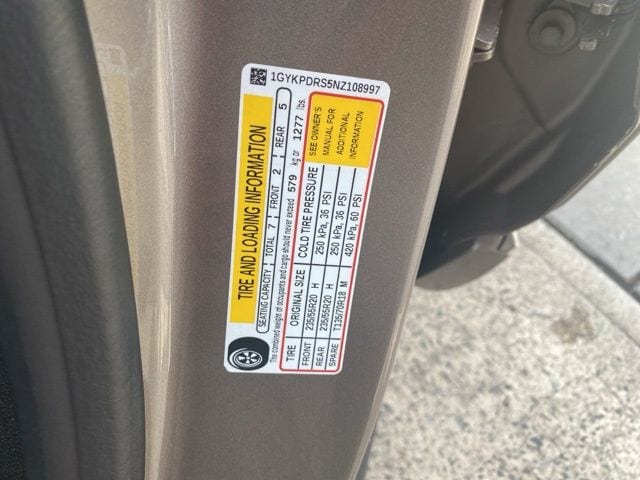 1GYKPDRS5NZ108997
TIRE AND LOADING INFORMATION
SEATING CAPACITY TOTAL 7 FRONT 2 REAR 5
The combined weight of occupants and cargo should never exceed 579 kg or 1277 lbs.
TIRE ORIGINAL SIZE COLD TIRE PRESSURE
FRONT 235/55R20 H 250 kPa, 36 PSI
REAR 235/55R20 H 250 kPa, 36 PSI
SPARE T135/70R18 M 420 kPa, 60 PSI
SEE OWNER'S
MANUAL FOR
ADDITIONAL
INFORMATION